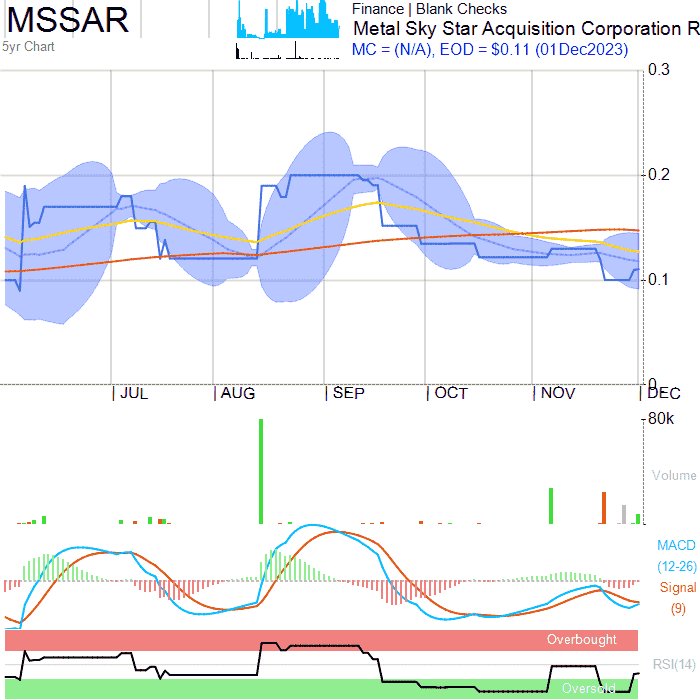 MSSAR
5yr Chart
Finance | Blank Checks
Metal Sky Star Acquisition Corporation R
MC = (N/A), EOD = $0.11 (01Dec2023)
0.3
0.2
0.1
0
JUL AUG SEP OCT NOV DEC
80k
Volume
MACD
(12-26)
Signal
(9)
Overbought
RSI(14)
Oversold